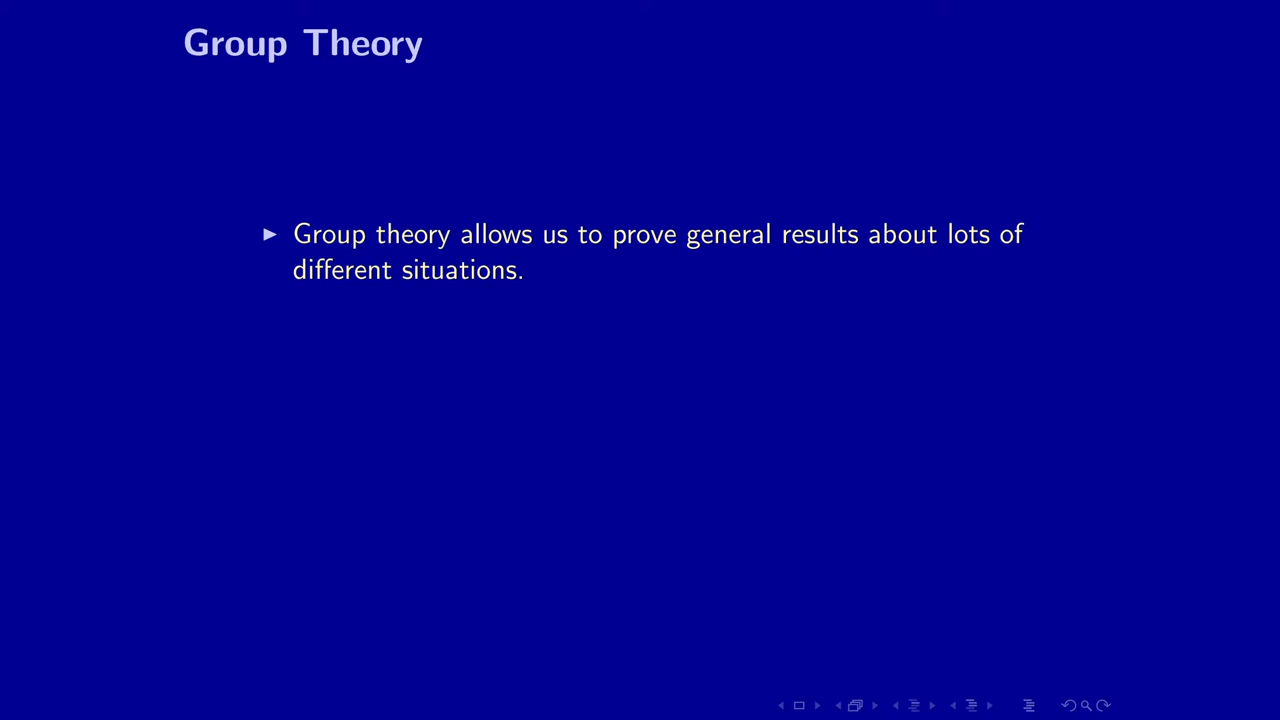 Group Theory
Group theory allows us to prove general results about lots of
different situations.